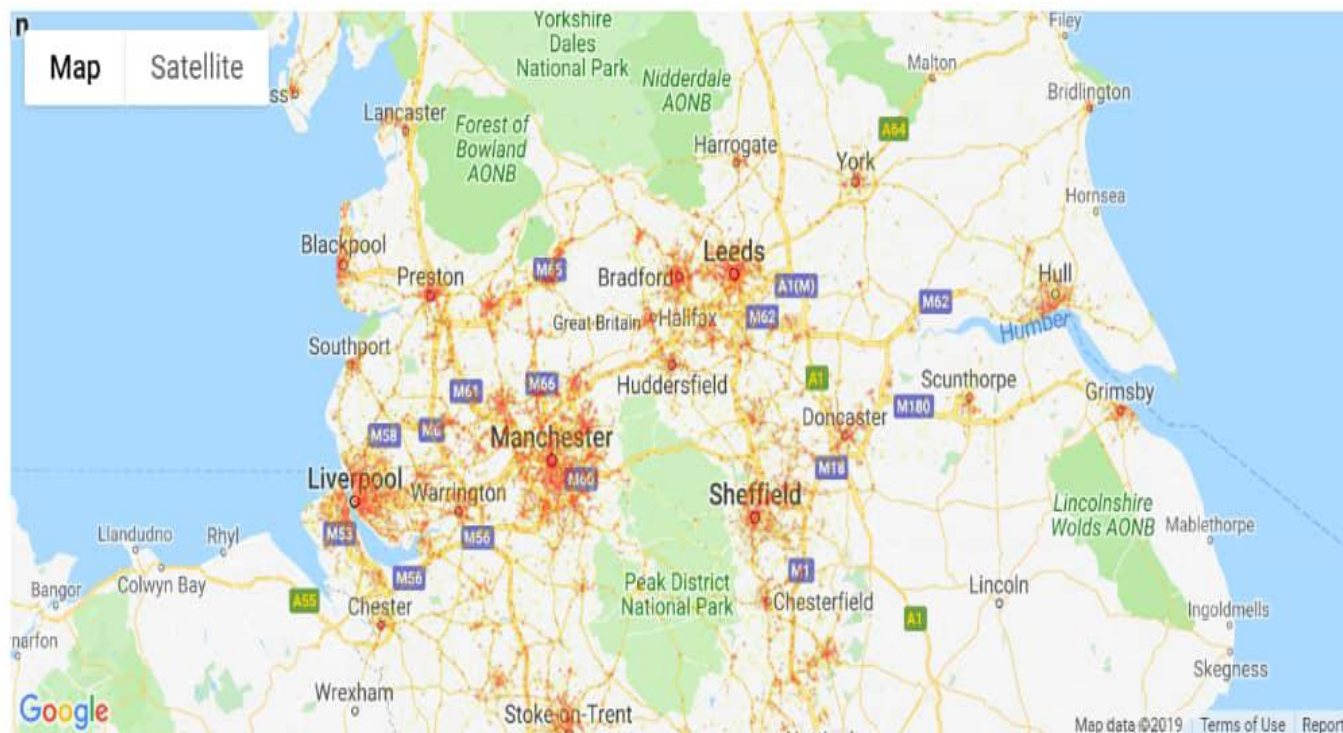 n
Map
Satellite
Yorkshire
Dales
National Park
Filey
Malton
Nidderdale
AONB
ss
Bridlington
Lancaster
Forest of
Bowland
AONB
A64
Harrogate
York
Hornsea
Blackpool
Preston
M65
Bradford
Leeds
A1(M)
Hull
M62
Great Britain
Halifax
M62
Humber
Southport
Huddersfield
M61
M66
A1
Scunthorpe
Grimsby
M180
Doncaster
M58
M6
Manchester
M60
M18
Liverpool
Warrington
Sheffield
Lincolnshire
Wolds AONB
Mablethorpe
M53
M56
Llandudno
Rhyl
Colwyn Bay
Bangor
M56
A55
Chester
Peak District
National Park
M1
Chesterfield
Lincoln
A1
Ingoldmells
narfon
Skegness
Wrexham
Google
Stoke-on-Trent
Map data ©2019
Terms of Use
Report